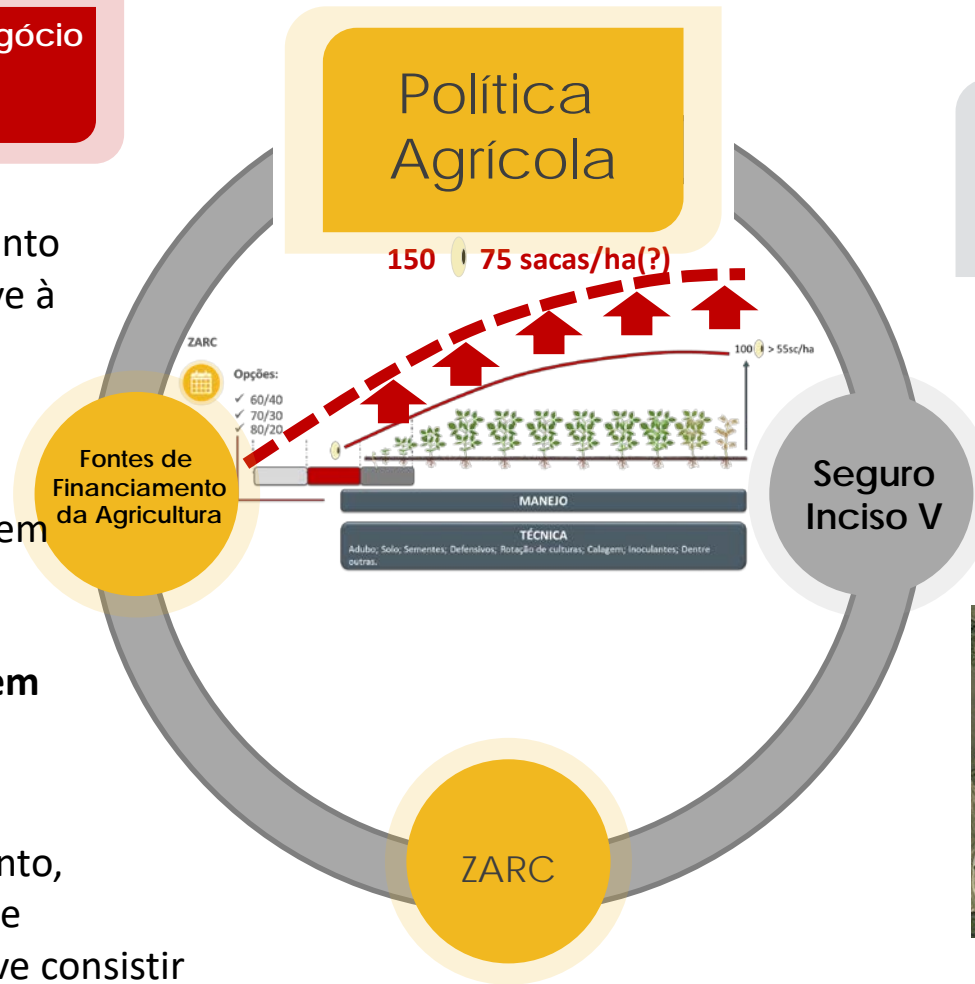 gócio
Política
Agrícola
nto
ve à
em
em
nto,
e
ve consistir
150 75 sacas/ha(?)
ZARC
Opções:
✓ 60/40
✓ 70/30
✓ 80/20
100 > 55sc/ha
Fontes de
Financiamento
da Agricultura
MANEJO
TÉCNICA
Adubo; Solo; Sementes; Defensivos; Rotação de culturas; Calagem; Inoculantes; Dentre
outras.
Seguro
Inciso V
ZARC